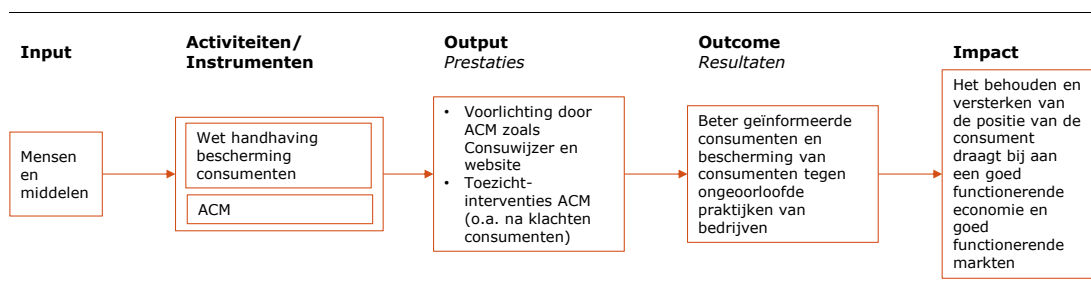 Input
Activiteiten/
Instrumenten
Output
Prestaties
Outcome
Resultaten
Impact
Mensen
en
middelen
Wet handhaving
bescherming
consumenten
ACM
• Voorlichting door
ACM zoals
Consuwijzer en
website
• Toezicht-
interventies ACM
(o.a. na klachten
consumenten)
Beter geïnformeerde
consumenten en
bescherming van
consumenten tegen
ongeoorloofde
praktijken van
bedrijven
Het behouden en
versterken van
de positie van de
consument
draagt bij aan
een goed
functionerende
economie en
goed
functionerende
markten